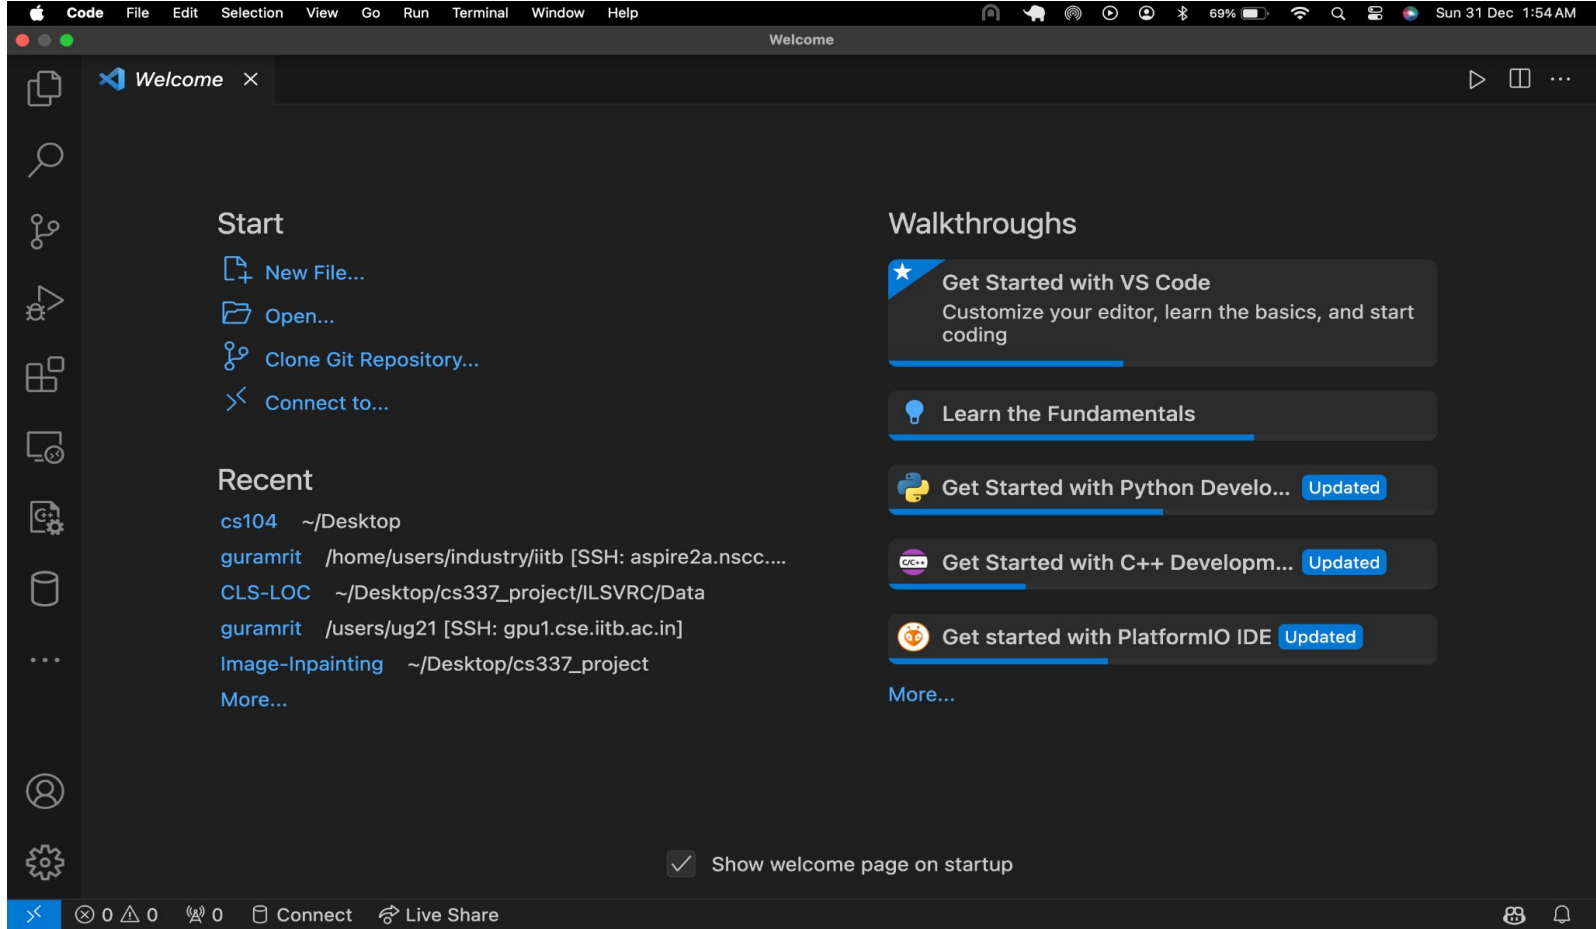 Code File Edit Selection View Go Run Terminal Window Help 69% Sun 31 Dec 1:54 AM
Welcome
Welcome
Start
New File...
Open...
Clone Git Repository...
Connect to...
Recent
cs104 ~/Desktop
guramrit /home/users/industry/iitb [SSH: aspire2a.nscc....
CLS-LOC ~/Desktop/cs337_project/ILSVRC/Data
guramrit /users/ug21 [SSH: gpu1.cse.iitb.ac.in]
Image-Inpainting ~/Desktop/cs337_project
More...
Walkthroughs
Get Started with VS Code
Customize your editor, learn the basics, and start
coding
Learn the Fundamentals
Get Started with Python Develo... Updated
C/C++ Get Started with C++ Developm... Updated
Get started with PlatformIO IDE Updated
More...
Show welcome page on startup
0 0 0 Connect Live Share